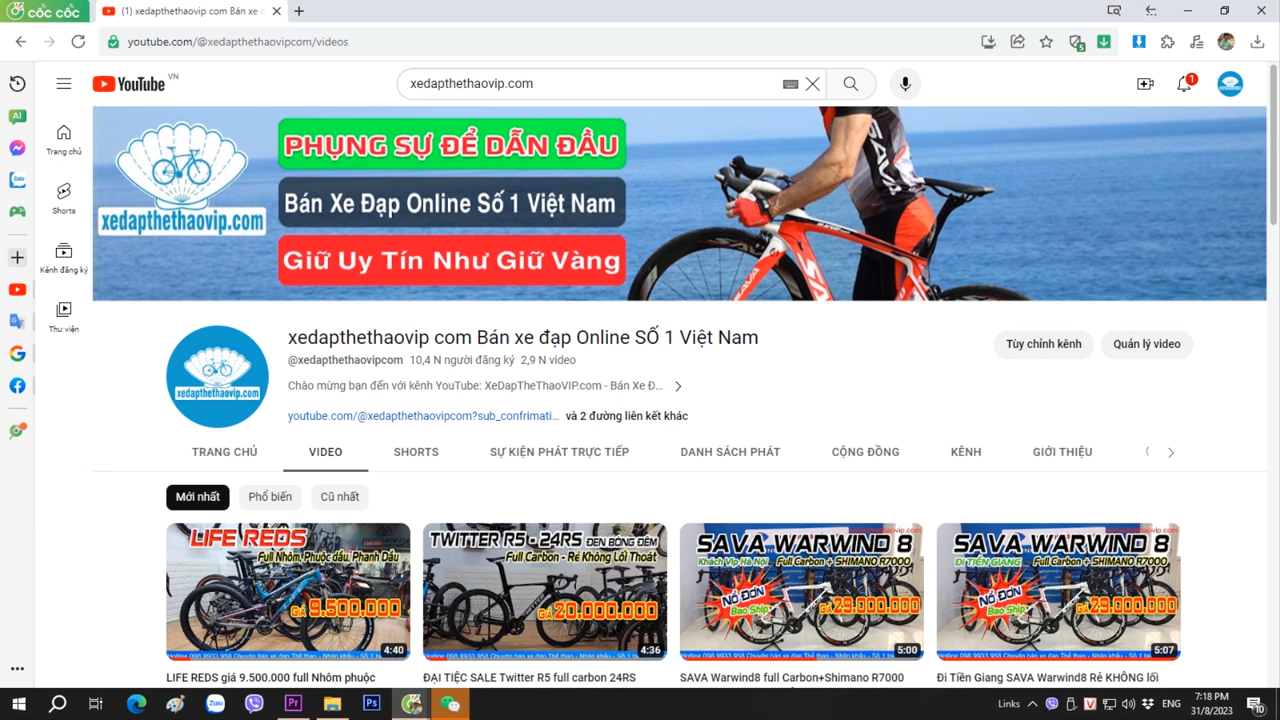 cốc cốc
(1) xedapthethaovip com Bán xe đ
youtube.com/@xedapthethaovipcom/videos
YouTube VN
xedapthethaovip.com
Trang chủ
Shorts
Kênh đăng ký
Thư viện
xedapthethaovip.com
PHỤNG SỰ ĐỂ DẪN ĐẦU
Bán Xe Đạp Online Số 1 Việt Nam
Giữ Uy Tín Như Giữ Vàng
SAVA
xedapthethaovip.com
xedapthethaovip com Bán xe đạp Online SỐ 1 Việt Nam
@xedapthethaovipcom 10,4 N người đăng ký 2,9 N video
Chào mừng bạn đến với kênh YouTube: XeDapTheThaoVIP.com - Bán Xe Đ...
youtube.com/@xedapthethaovipcom?sub_confrimati... và 2 đường liên kết khác
Tùy chỉnh kênh
Quản lý video
TRANG CHỦ VIDEO SHORTS SỰ KIỆN PHÁT TRỰC TIẾP DANH SÁCH PHÁT CỘNG ĐỒNG KÊNH GIỚI THIỆU
Mới nhất Phổ biến Cũ nhất
LIFE REDS
Full Nhôm, Phuộc dầu, Phanh Dầu
GIÁ 9.500.000
4:40
LIFE REDS giá 9.500.000 full Nhôm phuộc
TWITTER R5 - 24RS ĐEN BÓNG ĐÊM
Full Carbon - Rẻ Không Lối Thoát
GIÁ 20.000.000
4:36
ĐẠI TIỆC SALE Twitter R5 full carbon 24RS
SAVA WARWIND 8
Khách Vip Hà Nội Full Carbon + SHIMANO R7000
NỔ ĐƠN
Bao Ship
GIÁ 29.000.000
5:00
SAVA Warwind8 full Carbon+Shimano R7000
SAVA WARWIND 8
Đi TIỀN GIANG Full Carbon + SHIMANO R7000
NỔ ĐƠN
Bao Ship
GIÁ 29.000.000
5:07
Đi Tiền Giang SAVA Warwind8 Rẻ KHÔNG lối
Links
ENG
7:18 PM
31/8/2023
10